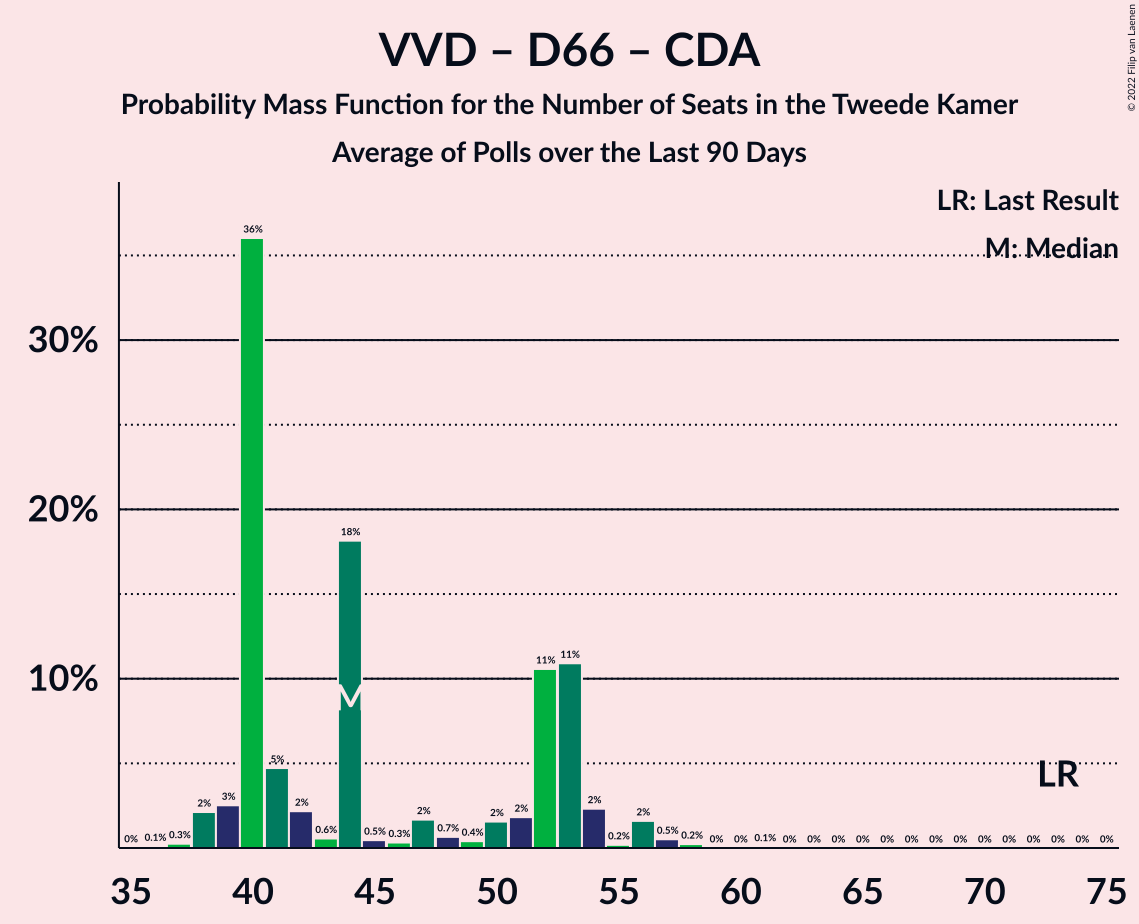 VVD – D66 – CDA
Probability Mass Function for the Number of Seats in the Tweede Kamer
Average of Polls over the Last 90 Days
© 2022 Filip van Laenen
LR: Last Result
M: Median
30%
20%
10%
0% 0.1% 0.3% 2% 3% 36% 5% 2% 0.6% 18% 0.5% 0.3% 2% 0.7% 0.4% 2% 2% 11% 11% 2% 0.2% 2% 0.5% 0.2% 0% 0% 0.1% 0% 0% 0% 0% 0% 0% 0% 0% 0% 0% 0% 0% 0% 0%
M
LR
35 40 45 50 55 60 65 70 75